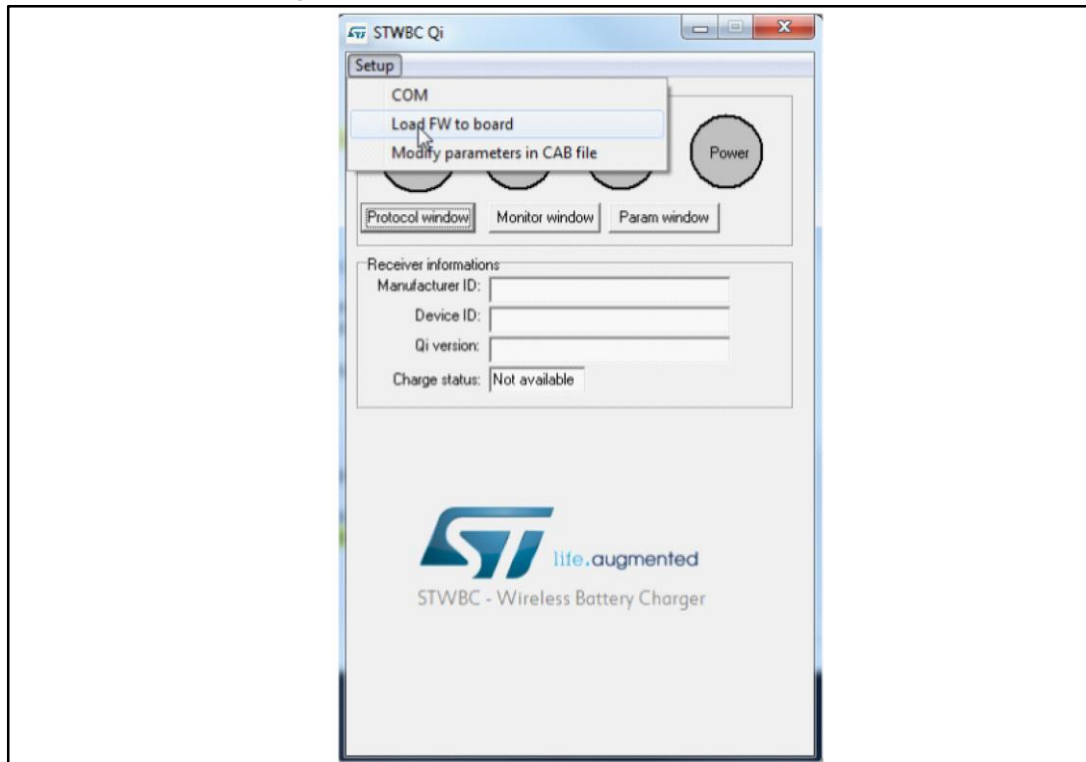 STWBC Qi
Setup
COM
Load FW to board
Modify parameters in CAB file
Power
Protocol window Monitor window Param window
Receiver informations
Manufacturer ID:
Device ID:
Qi version:
Charge status: Not available
ST life.augmented
STWBC - Wireless Battery Charger